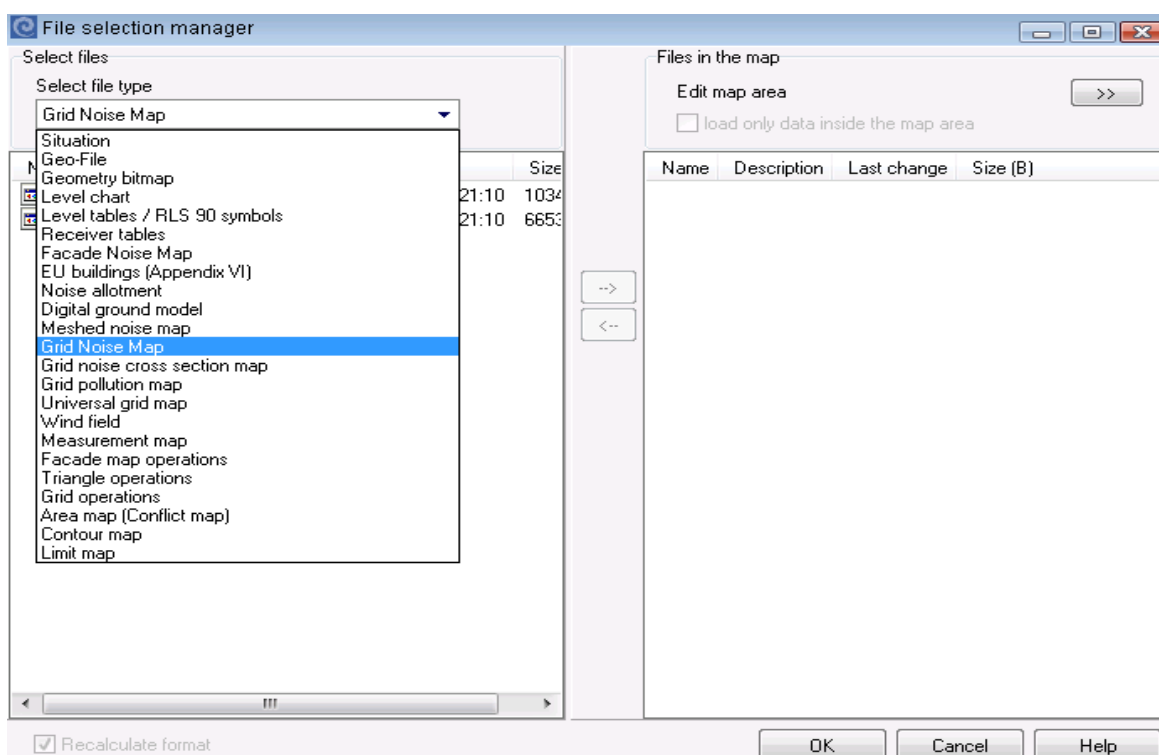 File selection manager
Select files
Select file type
Grid Noise Map
Situation
Geo-File
Geometry bitmap
Level chart
Level tables / RLS 90 symbols
Receiver tables
Facade Noise Map
EU buildings (Appendix VI)
Noise allotment
Digital ground model
Meshed noise map
Grid Noise Map
Grid noise cross section map
Grid pollution map
Universal grid map
Wind field
Measurement map
Facade map operations
Triangle operations
Grid operations
Area map (Conflict map)
Contour map
Limit map
Size
21:10 1034
21:10 6653
-->
<--
Files in the map
Edit map area >>
load only data inside the map area
Name Description Last change Size (B)
Recalculate format
OK Cancel Help